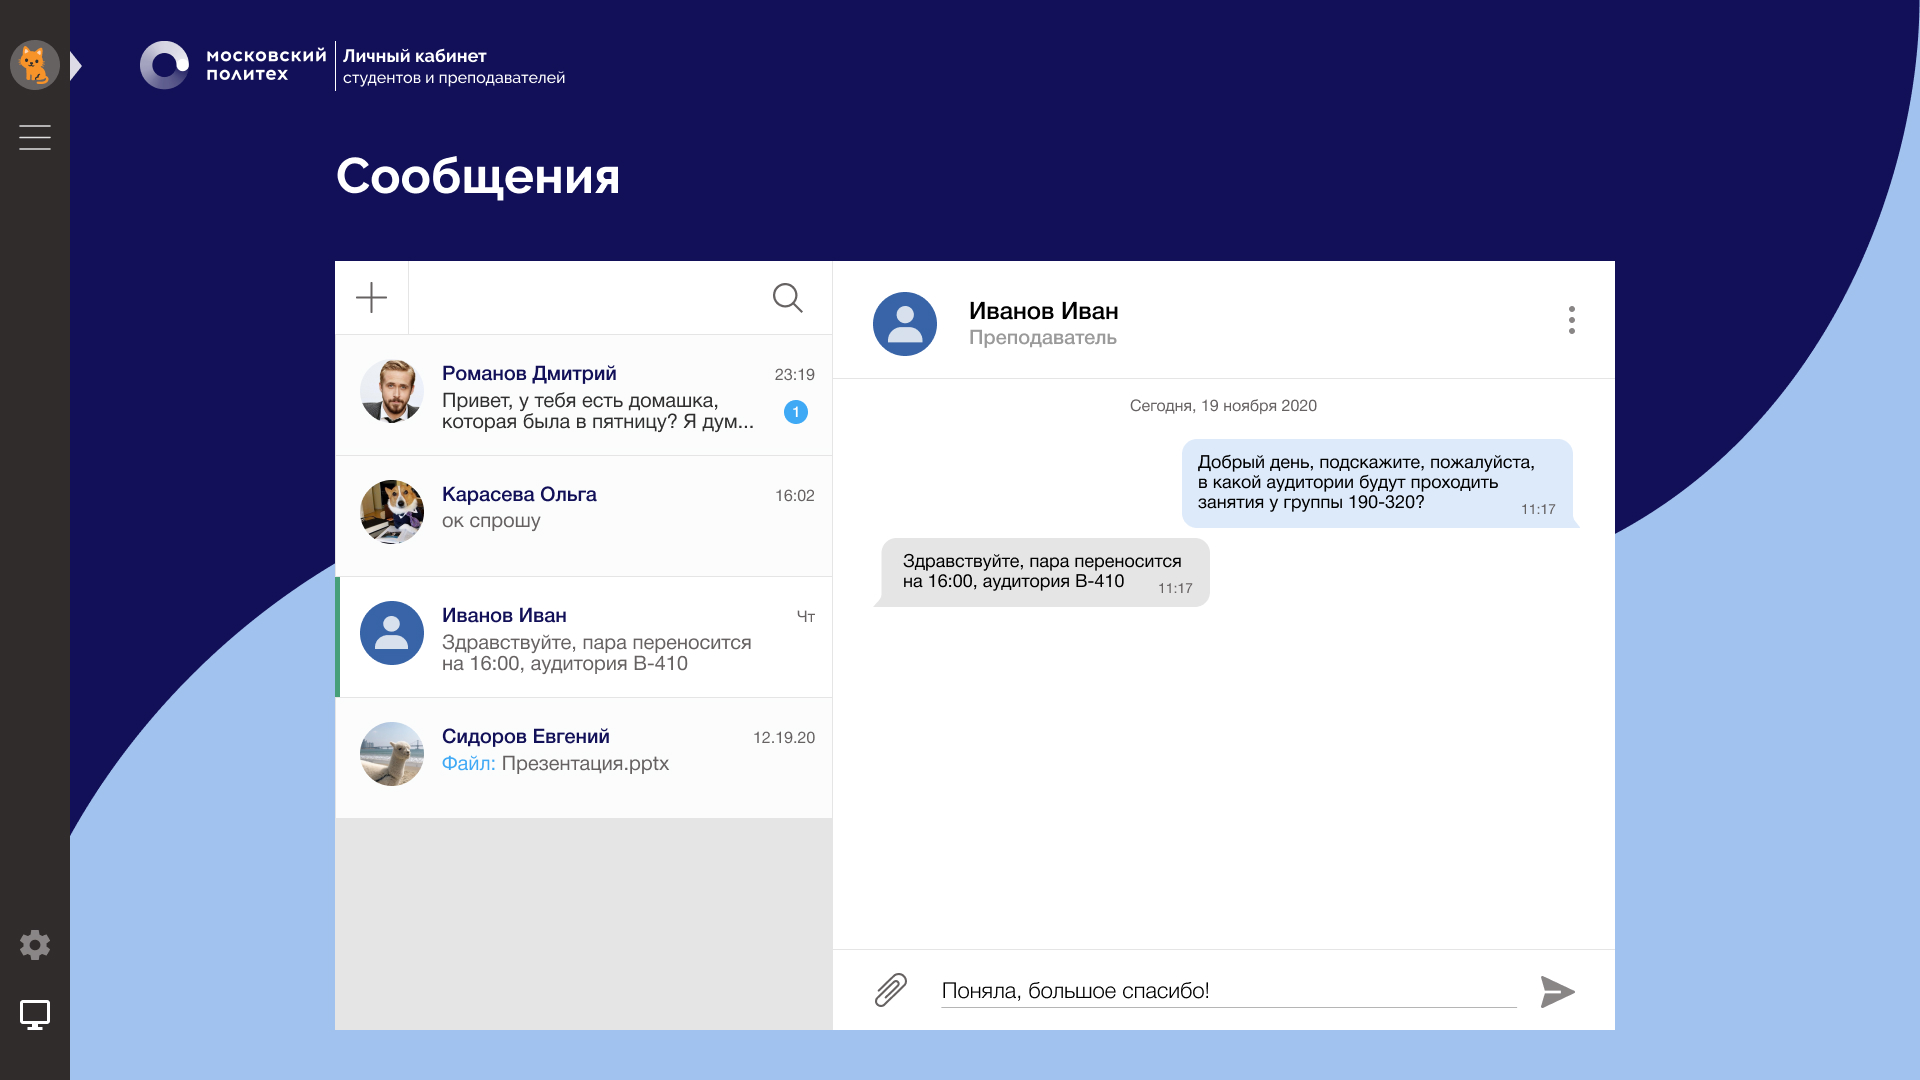 московский
политех
Личный кабинет
студентов и преподавателей
Сообщения
Романов Дмитрий
23:19
Привет, у тебя есть домашка,
которая была в пятницу? Я дум...
1
Карасева Ольга
16:02
ок спрошу
Иванов Иван
Чт
Здравствуйте, пара переносится
на 16:00, аудитория В-410
Сидоров Евгений
12.19.20
Файл: Презентация.pptx
Иванов Иван
Преподаватель
Сегодня, 19 ноября 2020
Добрый день, подскажите, пожалуйста,
в какой аудитории будут проходить
занятия у группы 190-320?
11:17
Здравствуйте, пара переносится
на 16:00, аудитория В-410
11:17
Поняла, большое спасибо!